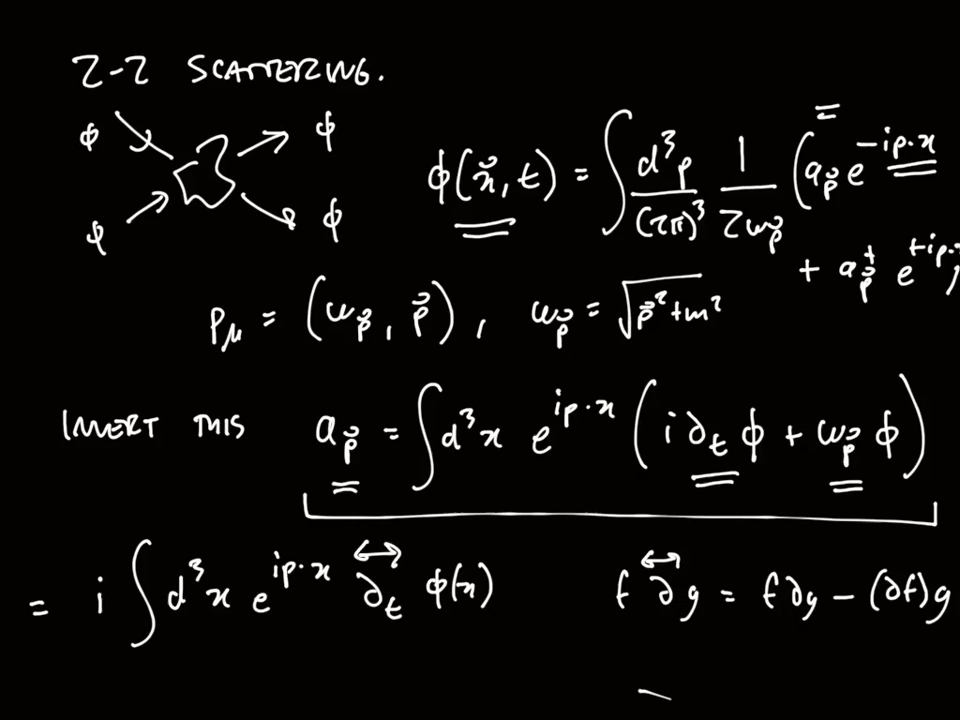 2-2 SCATTERING.
ϕ ϕ
ϕ ϕ
ϕ(x⃗, t) = ∫ d³p/(2π)³ 1/(2ω_p⃗) (a_p⃗ e^{-ip·x}
+ a†_p⃗ e^{+ip·x})
p_μ = (ω_p⃗, p⃗), ω_p⃗ = √(p⃗² + m²)
INVERT THIS a_p⃗ = ∫ d³x e^{ip·x} (i ∂_t ϕ + ω_p⃗ ϕ)
= i ∫ d³x e^{ip·x} ∂↔_t ϕ(x) f ∂↔ g = f ∂g − (∂f)g